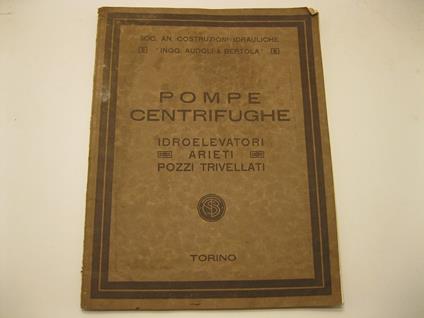 SOC. AN. COSTRUZIONI IDRAULICHE
"INGG. AUDOLI & BERTOLA"
POMPE
CENTRIFUGHE
IDROELEVATORI
ARIETI
POZZI TRIVELLATI
TORINO